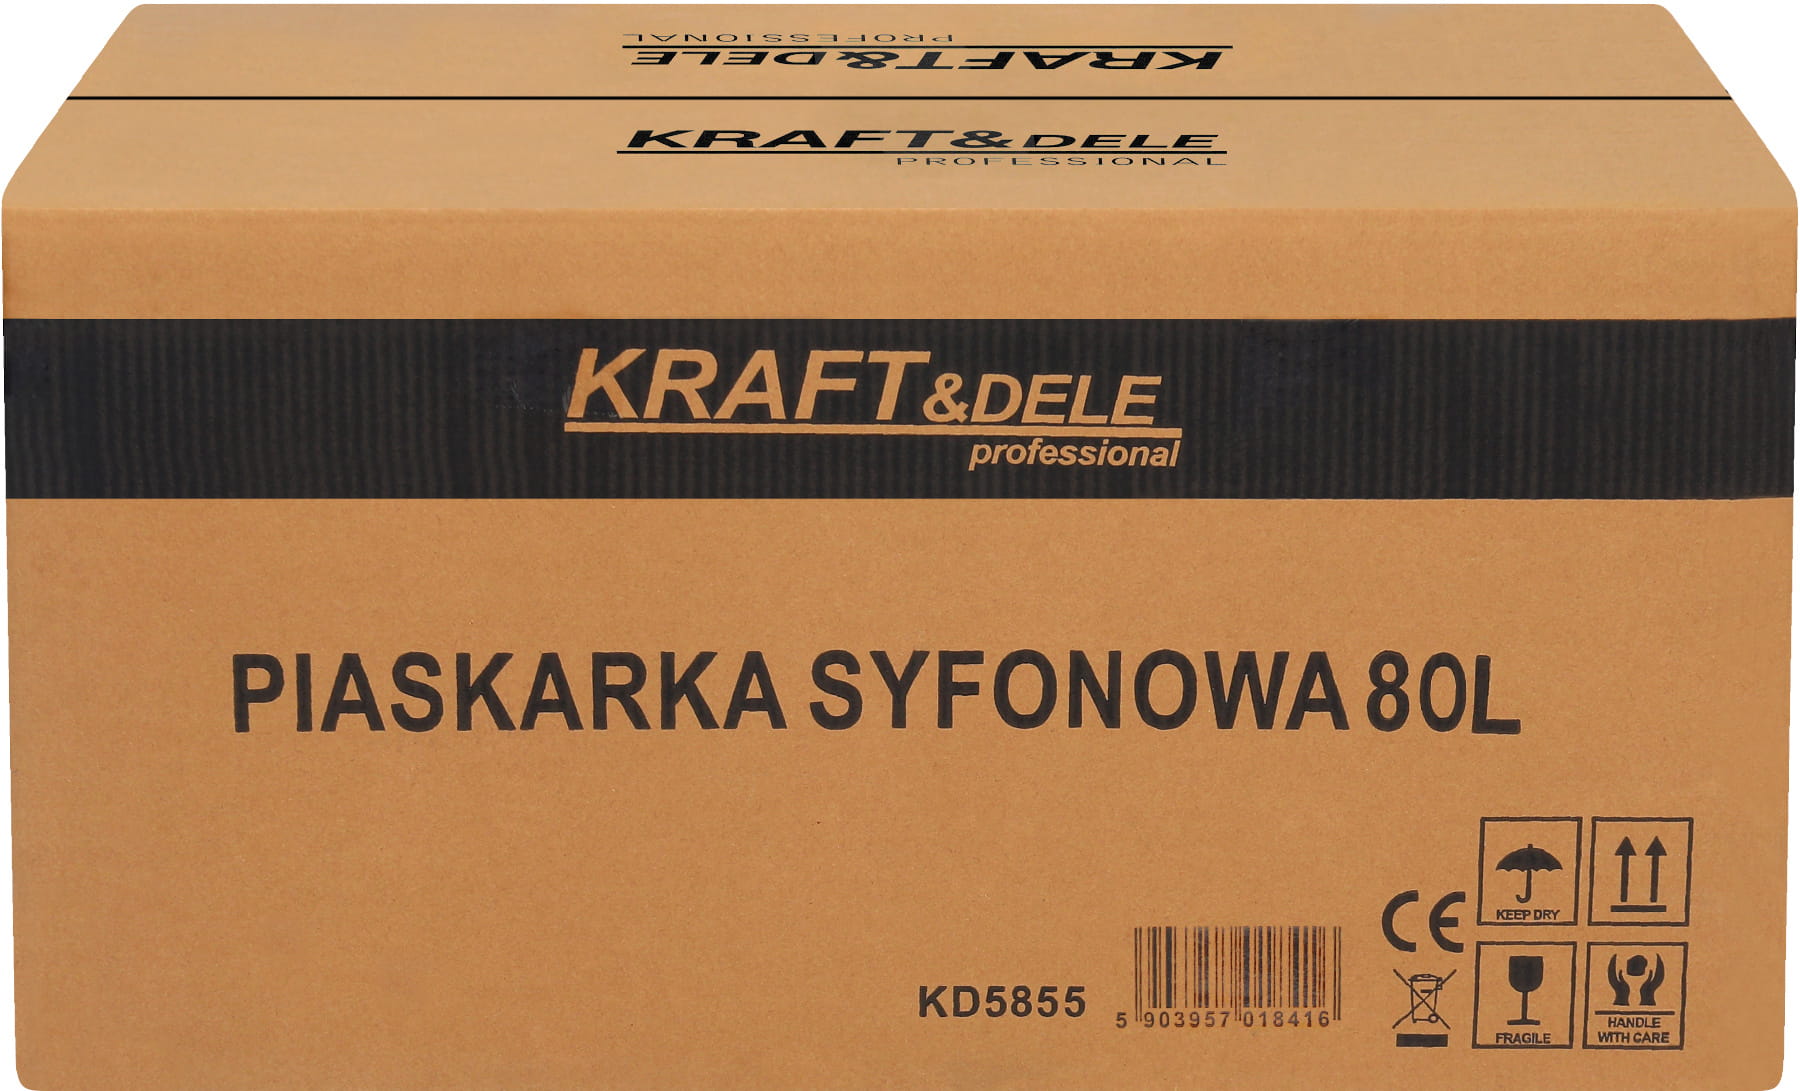 KRAFT&DELE
PROFESSIONAL
KRAFT&DELE
PROFESSIONAL
KRAFT&DELE
professional
PIASKARKA SYFONOWA 80L
KD5855
5 903957 018416
CE
KEEP DRY
FRAGILE
HANDLE
WITH CARE